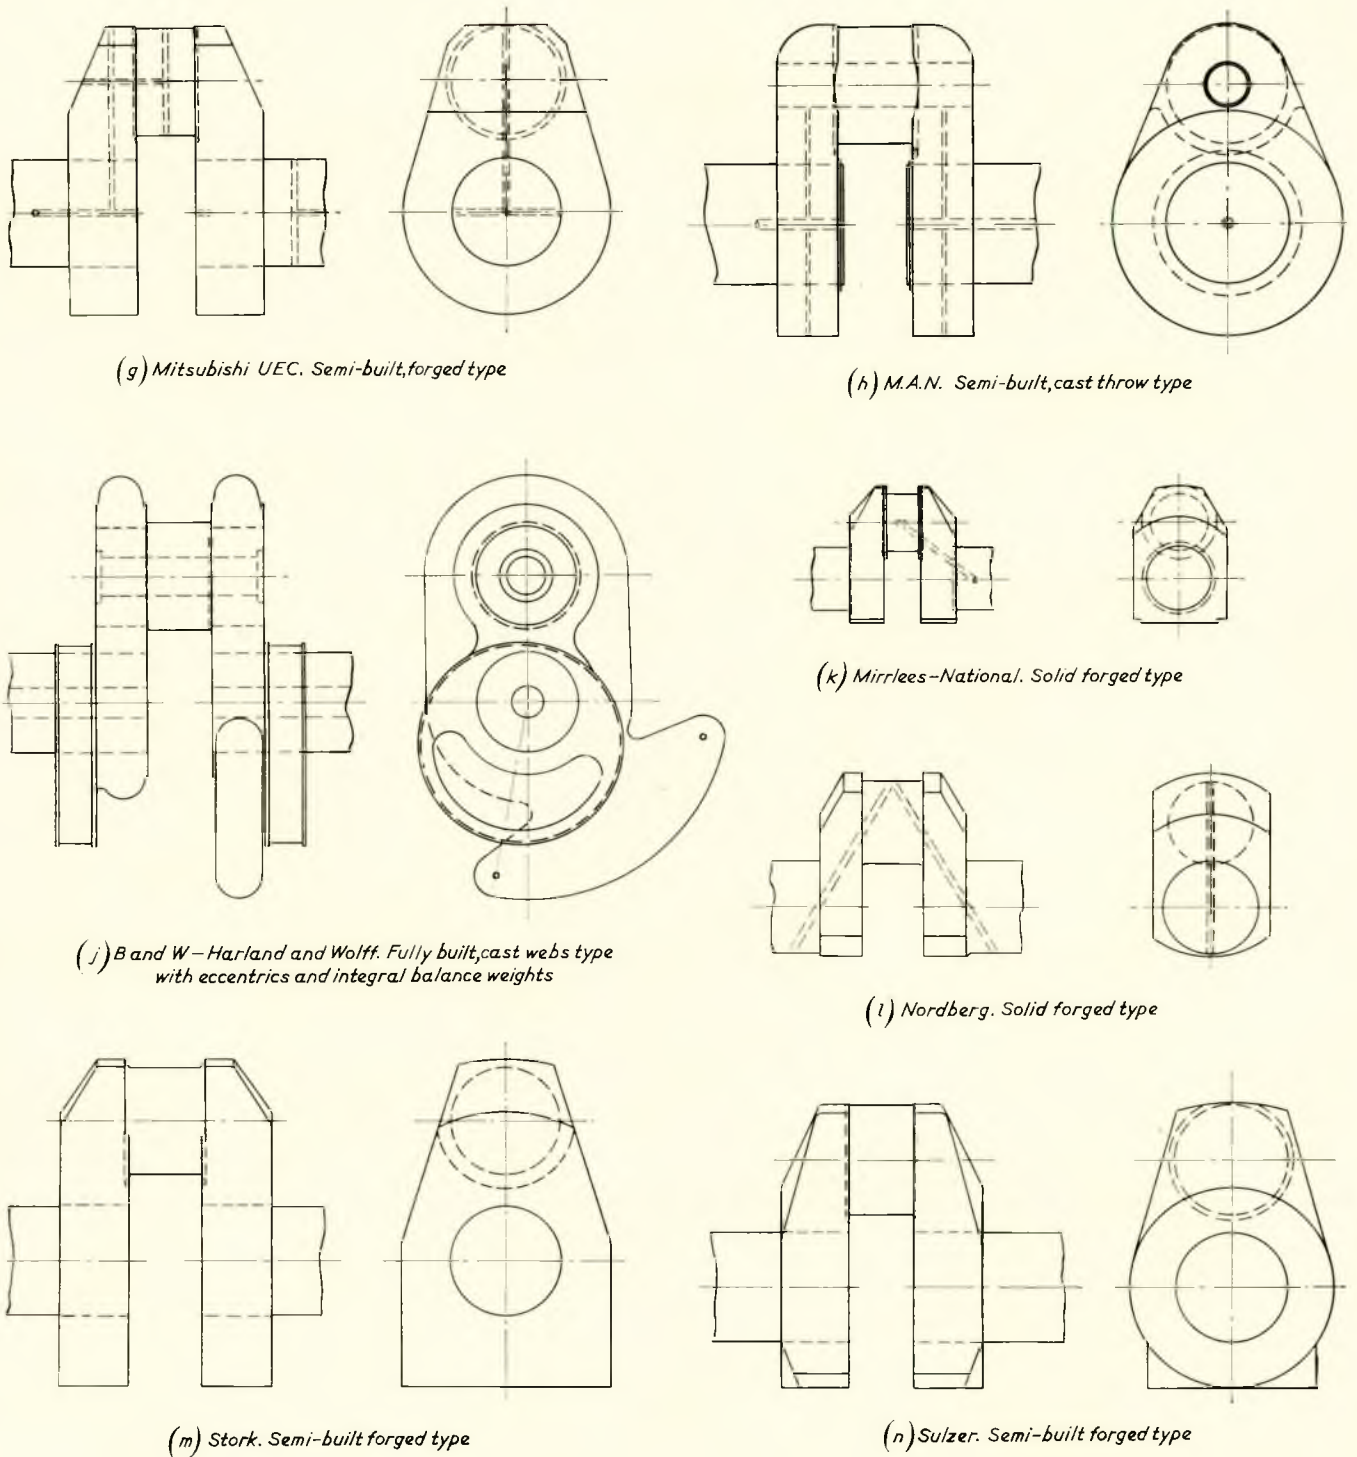 (g) Mitsubishi UEC. Semi-built, forged type
(h) M.A.N. Semi-built, cast throw type
(k) Mirrlees-National. Solid forged type
(j) B and W-Harland and Wolff. Fully built, cast webs type
with eccentrics and integral balance weights
(l) Nordberg. Solid forged type
(m) Stork. Semi-built forged type
(n) Sulzer. Semi-built forged type